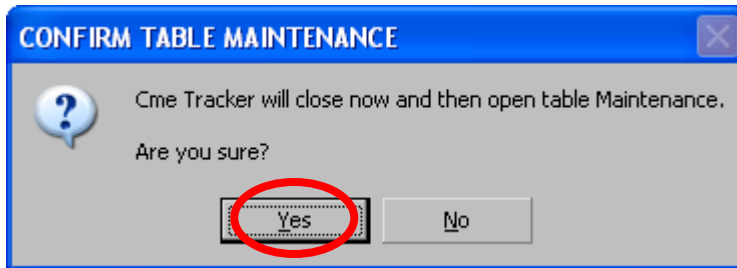 CONFIRM TABLE MAINTENANCE
Cme Tracker will close now and then open table Maintenance.
Are you sure?
Yes
No